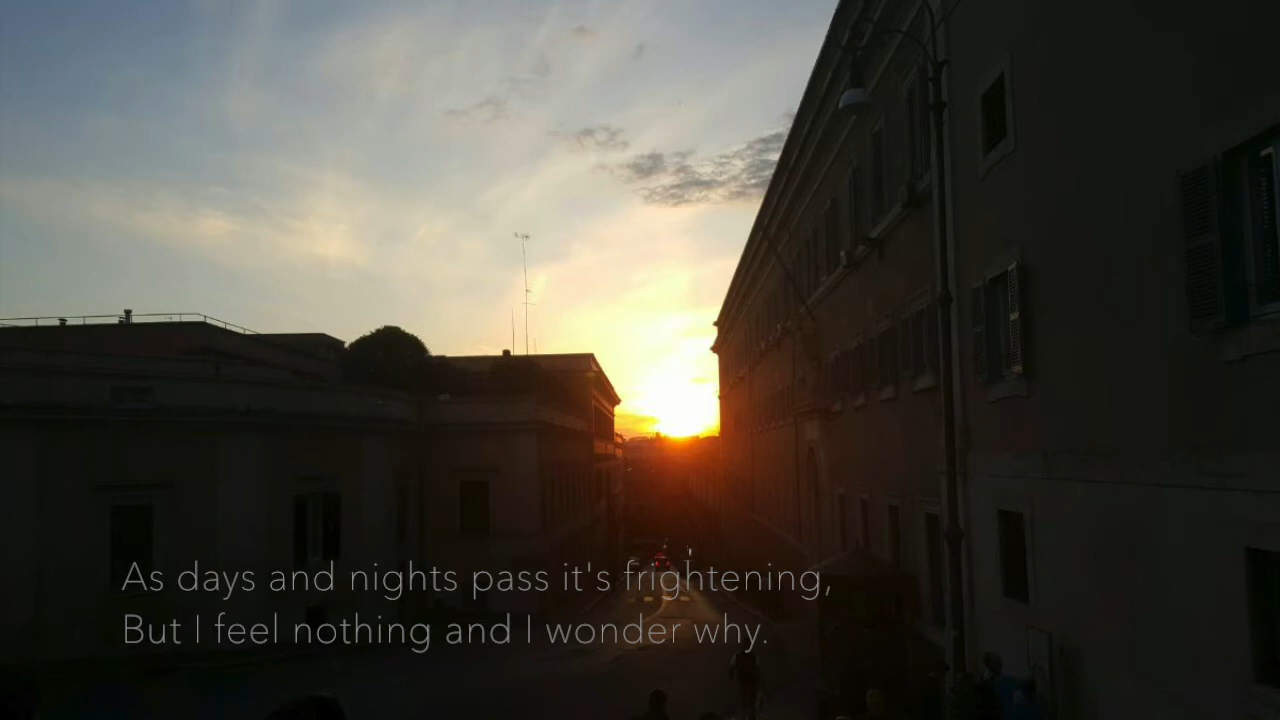 As days and nights pass it's frightening,
But I feel nothing and I wonder why.